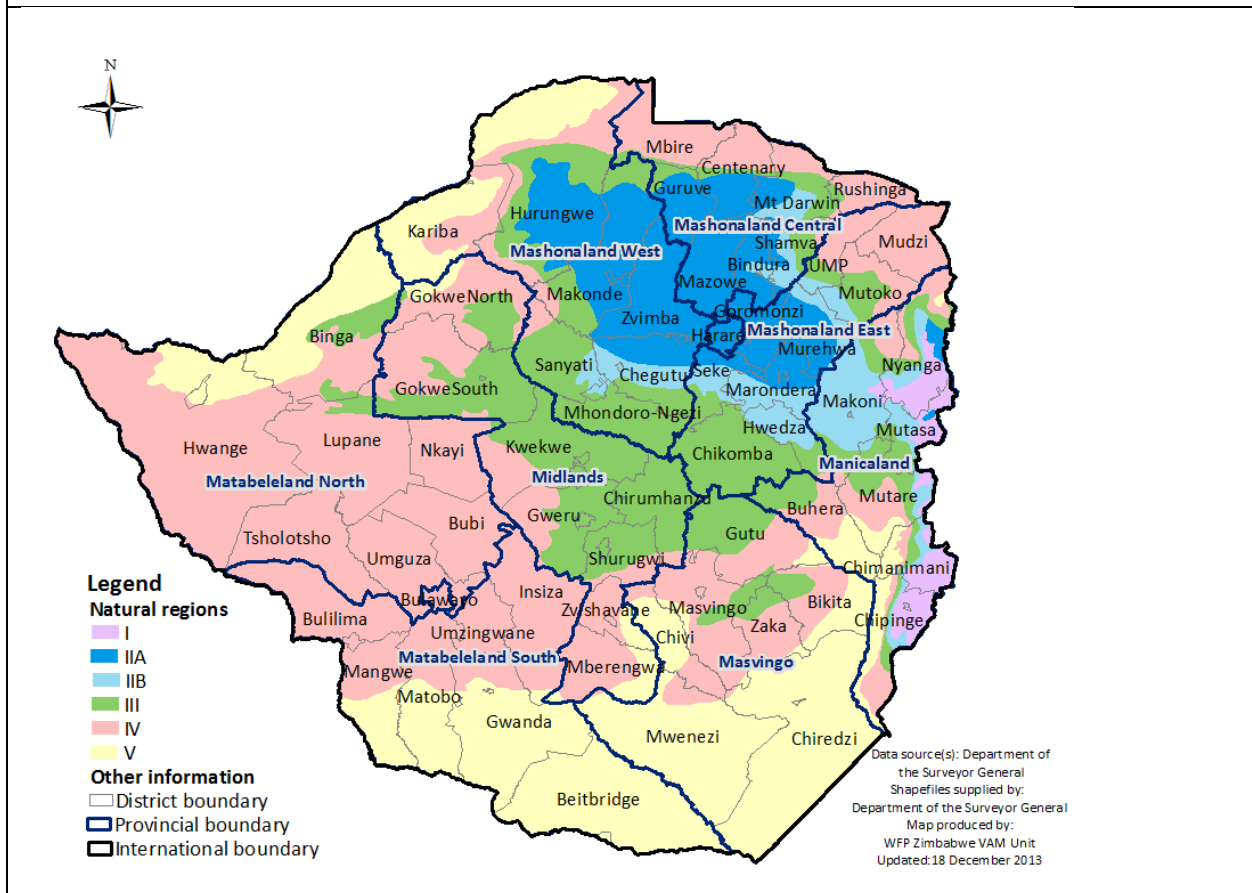 N
Mbire
Centenary
Rushinga
Guruve
Mt Darwin
Hurungwe
Mashonaland Central
Kariba
Shamva
Mudzi
Mashonaland West
Bindura
UMP
Mazowe
Mutoko
GokweNorth
Makonde
Goromonzi
Zvimba
Mashonaland East
Binga
Harare
Murehwa
Sanyati
Nyanga
Chegutu
Seke
GokweSouth
Marondera
Makoni
Mhondoro-Ngezi
Hwedza
Mutasa
Hwange
Lupane
Nkayi
Kwekwe
Chikomba
Manicaland
Matabeleland North
Midlands
Mutare
Chirumhanzu
Buhera
Gweru
Bubi
Gutu
Tsholotsho
Umguza
Shurugwi
Chimanimani
Insiza
Bulawayo
Zvishavane
Masvingo
Bikita
Bulilima
Zaka
Chipinge
Umzingwane
Chivi
Matabeleland South
Mberengwa
Masvingo
Mangwe
Matobo
Gwanda
Mwenezi
Chiredzi
Beitbridge
Legend
Natural regions
I
IIA
IIB
III
IV
V
Other information
District boundary
Provincial boundary
International boundary
Data source(s): Department of
the Surveyor General
Shapefiles supplied by:
Department of the Surveyor General
Map produced by:
WFP Zimbabwe VAM Unit
Updated:18 December 2013